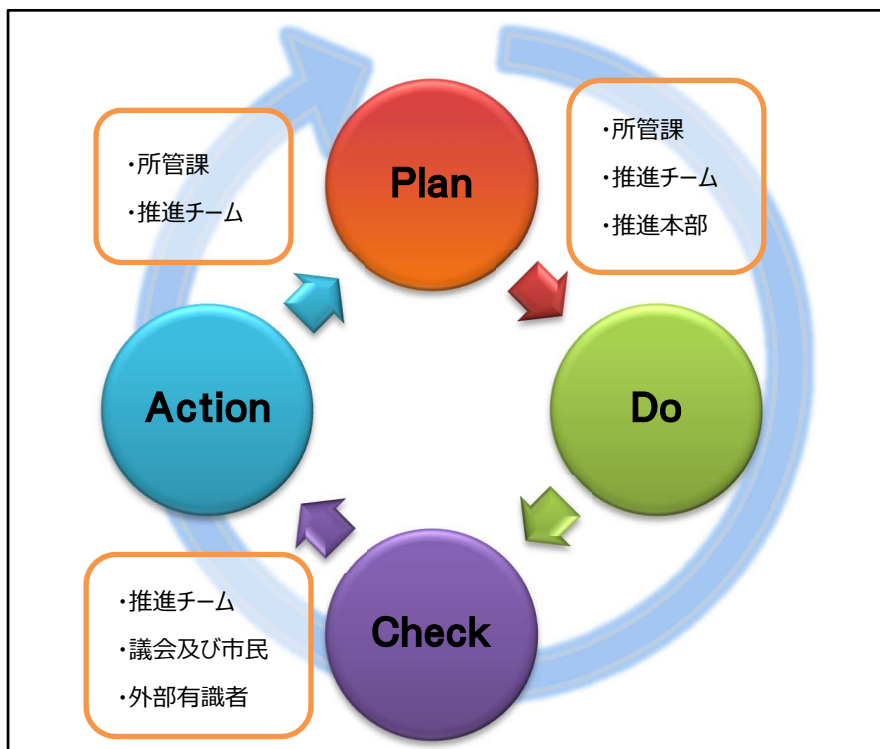 Plan
・所管課
・推進チーム
・推進本部
Do
Check
・推進チーム
・議会及び市民
・外部有識者
Action
・所管課
・推進チーム